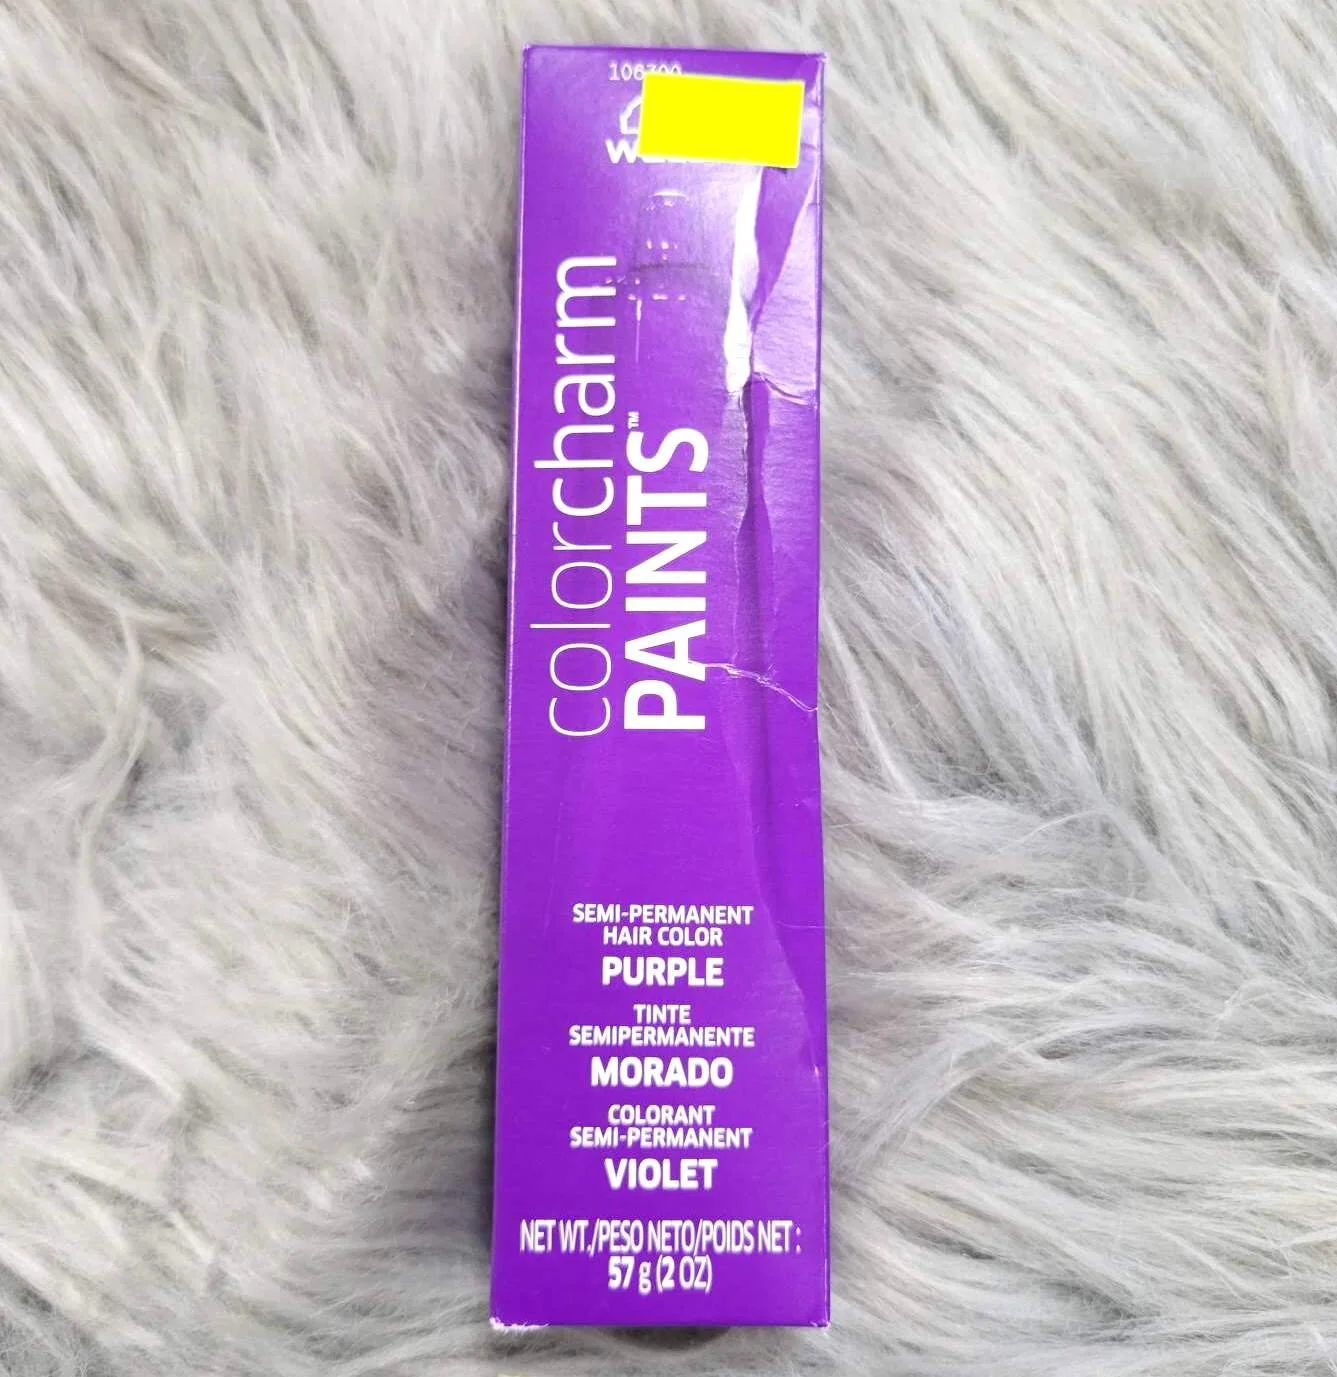 colorcharm
PAINTS™
SEMI-PERMANENT
HAIR COLOR
PURPLE
TINTE
SEMIPERMANENTE
MORADO
COLORANT
SEMI-PERMANENT
VIOLET
NET WT./PESO NETO/POIDS NET :
57 g (2 OZ)